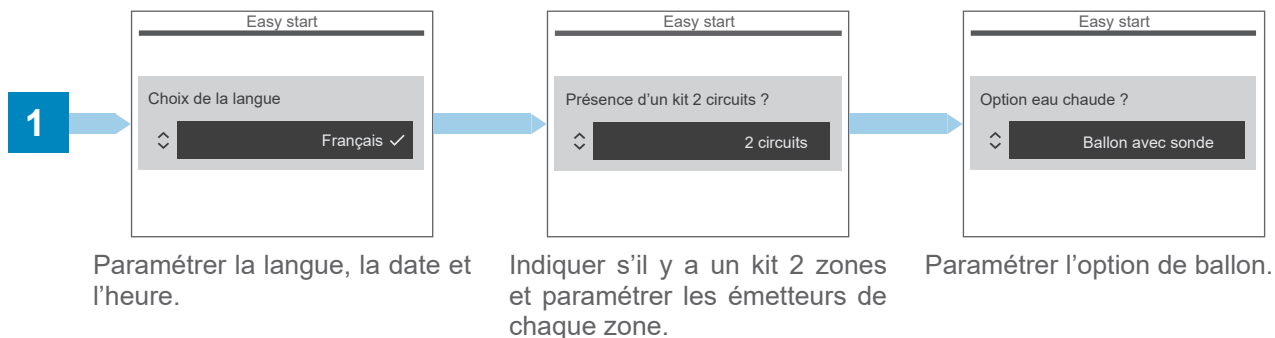 1
Easy start
Choix de la langue
Français ✓
Paramétrer la langue, la date et
l’heure.
Easy start
Présence d’un kit 2 circuits ?
2 circuits
Indiquer s’il y a un kit 2 zones
et paramétrer les émetteurs de
chaque zone.
Easy start
Option eau chaude ?
Ballon avec sonde
Paramétrer l’option de ballon.